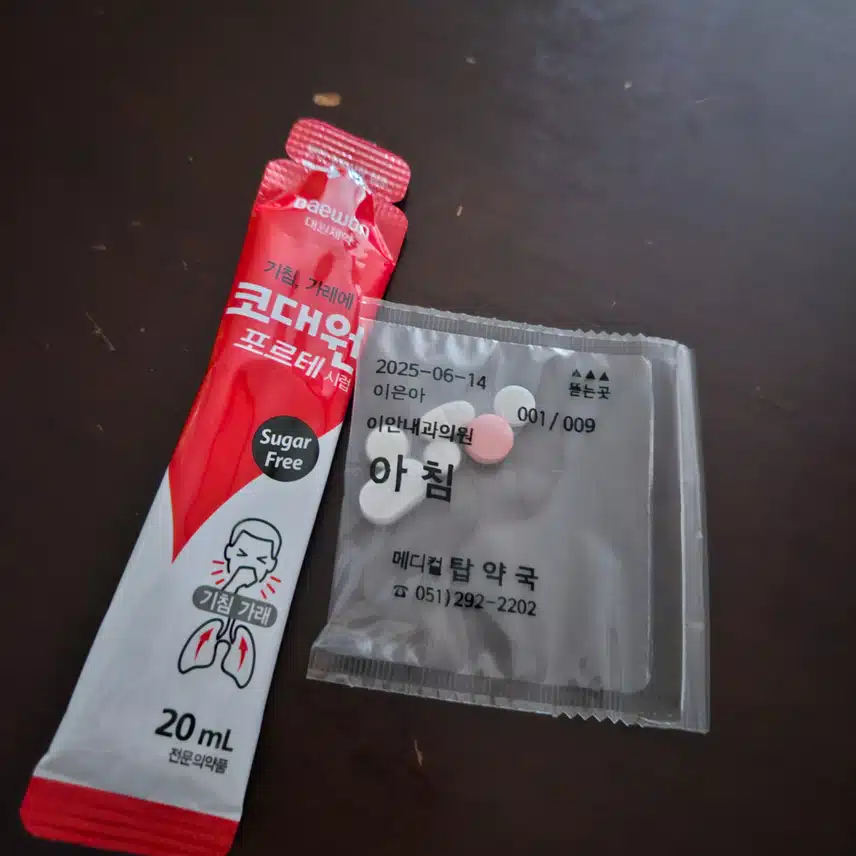 Daewon
대원제약
기침, 가래에
코대원
포르테 시럽
Sugar
Free
기침 가래
20 mL
전문의약품
2025-06-14
이은아
뜯는곳
001/009
이안내과의원
아침
메디컬 탑약국
☎ 051)292-2202